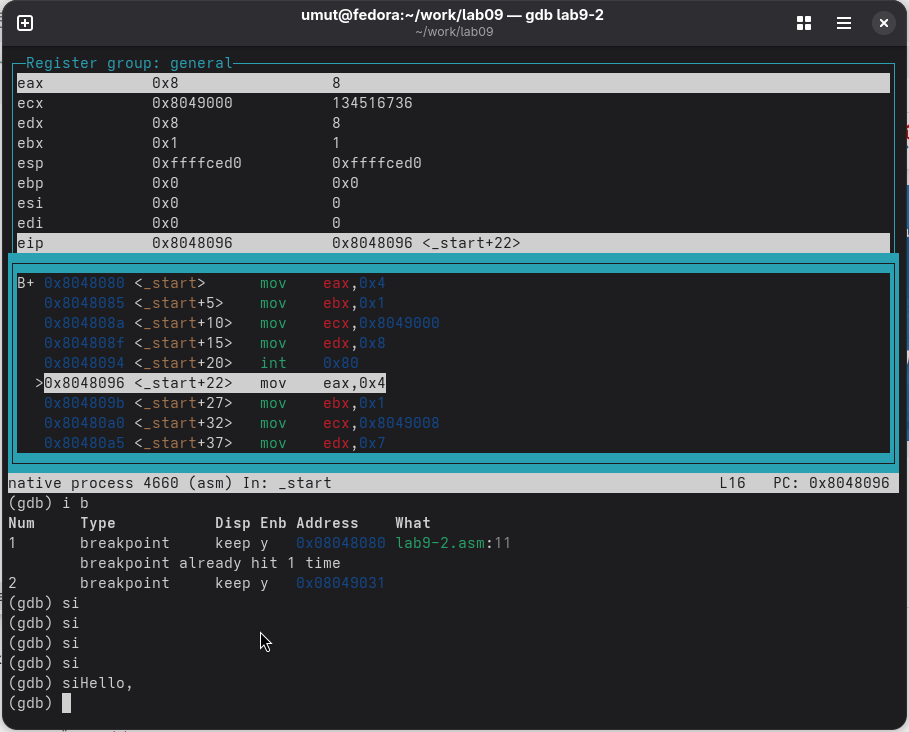 umut@fedora:~/work/lab09 — gdb lab9-2
~/work/lab09
Register group: general
eax 0x8 8
ecx 0x8049000 134516736
edx 0x8 8
ebx 0x1 1
esp 0xffffced0 0xffffced0
ebp 0x0 0x0
esi 0x0 0
edi 0x0 0
eip 0x8048096 0x8048096 <_start+22>
B+ 0x8048080 <_start> mov eax,0x4
0x8048085 <_start+5> mov ebx,0x1
0x804808a <_start+10> mov ecx,0x8049000
0x804808f <_start+15> mov edx,0x8
0x8048094 <_start+20> int 0x80
>0x8048096 <_start+22> mov eax,0x4
0x804809b <_start+27> mov ebx,0x1
0x80480a0 <_start+32> mov ecx,0x8049008
0x80480a5 <_start+37> mov edx,0x7
native process 4660 (asm) In: _start L16 PC: 0x8048096
(gdb) i b
Num Type Disp Enb Address What
1 breakpoint keep y 0x08048080 lab9-2.asm:11
breakpoint already hit 1 time
2 breakpoint keep y 0x08049031
(gdb) si
(gdb) si
(gdb) si
(gdb) si
(gdb) siHello,
(gdb)